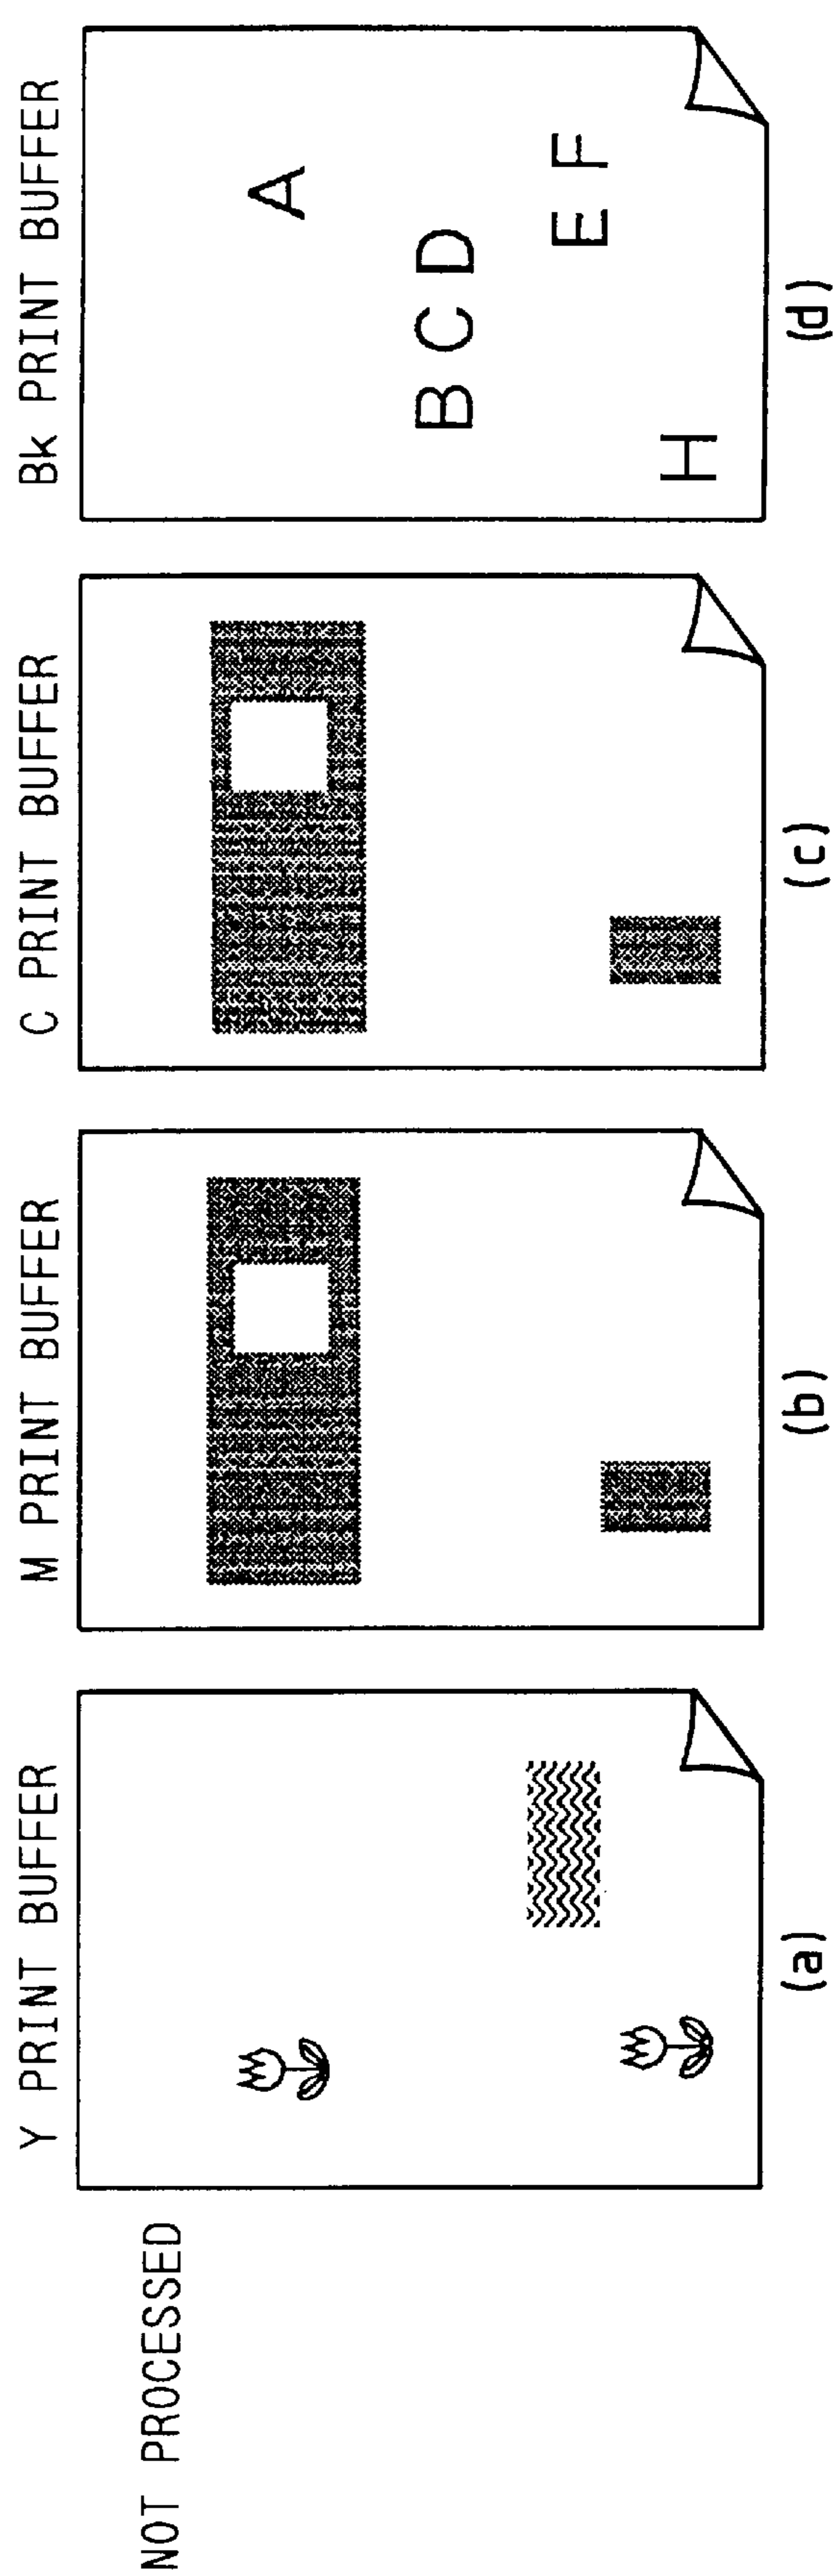 NOT PROCESSED
Y PRINT BUFFER
(a)
M PRINT BUFFER
(b)
C PRINT BUFFER
(c)
Bk PRINT BUFFER
A
B C D
E F
H
(d)